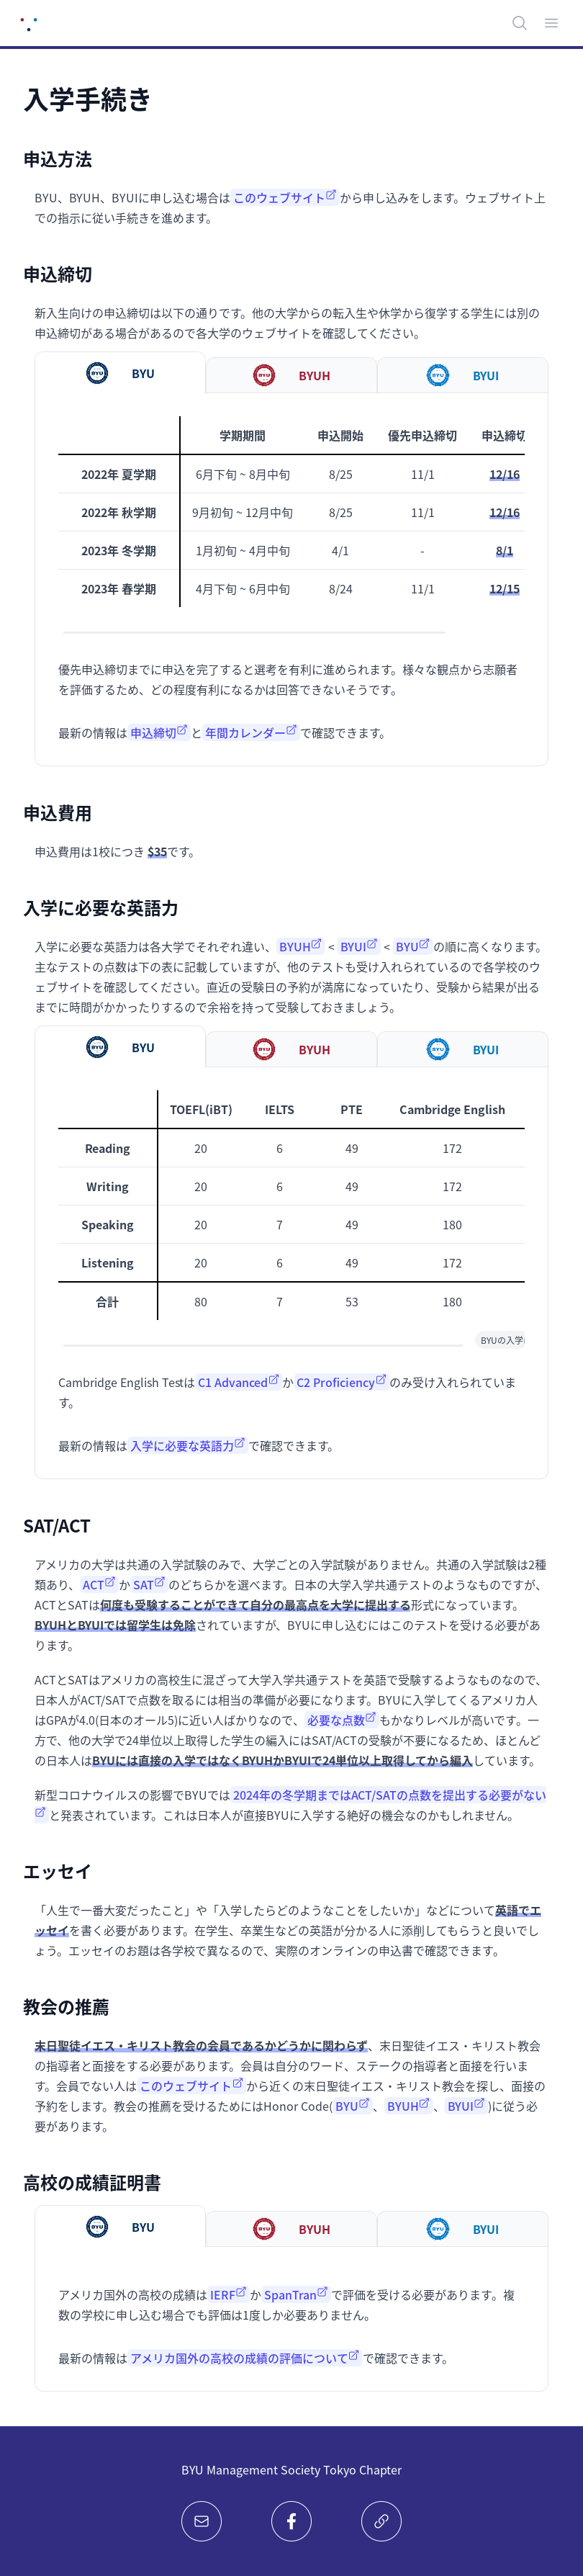 入学手続き
申込方法
BYU、BYUH、BYUIに申し込む場合はこのウェブサイトから申し込みをします。ウェブサイト上
での指示に従い手続きを進めます。
申込締切
新入生向けの申込締切は以下の通りです。他の大学からの転入生や休学から復学する学生には別の
申込締切がある場合があるので各大学のウェブサイトを確認してください。
BYU BYUH BYUI
学期期間 申込開始 優先申込締切 申込締切
2022年 夏学期 6月下旬 ~ 8月中旬 8/25 11/1 12/16
2022年 秋学期 9月初旬 ~ 12月中旬 8/25 11/1 12/16
2023年 冬学期 1月初旬 ~ 4月中旬 4/1 - 8/1
2023年 春学期 4月下旬 ~ 6月中旬 8/24 11/1 12/15
優先申込締切までに申込を完了すると選考を有利に進められます。様々な観点から志願者
を評価するため、どの程度有利になるかは回答できないそうです。
最新の情報は申込締切と年間カレンダーで確認できます。
申込費用
申込費用は1校につき $35です。
入学に必要な英語力
入学に必要な英語力は各大学でそれぞれ違い、BYUH < BYUI < BYUの順に高くなります。
主なテストの点数は下の表に記載していますが、他のテストも受け入れられているので各学校のウ
ェブサイトを確認してください。直近の受験日の予約が満席になっていたり、受験から結果が出る
までに時間がかかったりするので余裕を持って受験しておきましょう。
BYU BYUH BYUI
TOEFL(iBT) IELTS PTE Cambridge English
Reading 20 6 49 172
Writing 20 6 49 172
Speaking 20 7 49 180
Listening 20 6 49 172
合計 80 7 53 180
BYUの入学
Cambridge English TestはC1 AdvancedかC2 Proficiencyのみ受け入れられていま
す。
最新の情報は入学に必要な英語力で確認できます。
SAT/ACT
アメリカの大学は共通の入学試験のみで、大学ごとの入学試験がありません。共通の入学試験は2種
類あり、ACTかSATのどちらかを選べます。日本の大学入学共通テストのようなものですが、
ACTとSATは何度も受験することができて自分の最高点を大学に提出する形式になっています。
BYUHとBYUIでは留学生は免除されていますが、BYUに申し込むにはこのテストを受ける必要があ
ります。
ACTとSATはアメリカの高校生に混ざって大学入学共通テストを英語で受験するようなものなので、
日本人がACT/SATで点数を取るには相当の準備が必要になります。BYUに入学してくるアメリカ人
はGPAが4.0(日本のオール5)に近い人ばかりなので、必要な点数もかなりレベルが高いです。一
方で、他の大学で24単位以上取得した学生の編入にはSAT/ACTの受験が不要になるため、ほとんど
の日本人はBYUには直接の入学ではなくBYUHかBYUIで24単位以上取得してから編入しています。
新型コロナウイルスの影響でBYUでは2024年の冬学期まではACT/SATの点数を提出する必要がない
と発表されています。これは日本人が直接BYUに入学する絶好の機会なのかもしれません。
エッセイ
「人生で一番大変だったこと」や「入学したらどのようなことをしたいか」などについて英語でエ
ッセイを書く必要があります。在学生、卒業生などの英語が分かる人に添削してもらうと良いでし
ょう。エッセイのお題は各学校で異なるので、実際のオンラインの申込書で確認できます。
教会の推薦
末日聖徒イエス・キリスト教会の会員であるかどうかに関わらず、末日聖徒イエス・キリスト教会
の指導者と面接をする必要があります。会員は自分のワード、ステークの指導者と面接を行いま
す。会員でない人はこのウェブサイトから近くの末日聖徒イエス・キリスト教会を探し、面接の
予約をします。教会の推薦を受けるためにはHonor Code(BYU、BYUH、BYUI)に従う必
要があります。
高校の成績証明書
BYU BYUH BYUI
アメリカ国外の高校の成績はIERFかSpanTranで評価を受ける必要があります。複
数の学校に申し込む場合でも評価は1度しか必要ありません。
最新の情報はアメリカ国外の高校の成績の評価についてで確認できます。
BYU Management Society Tokyo Chapter